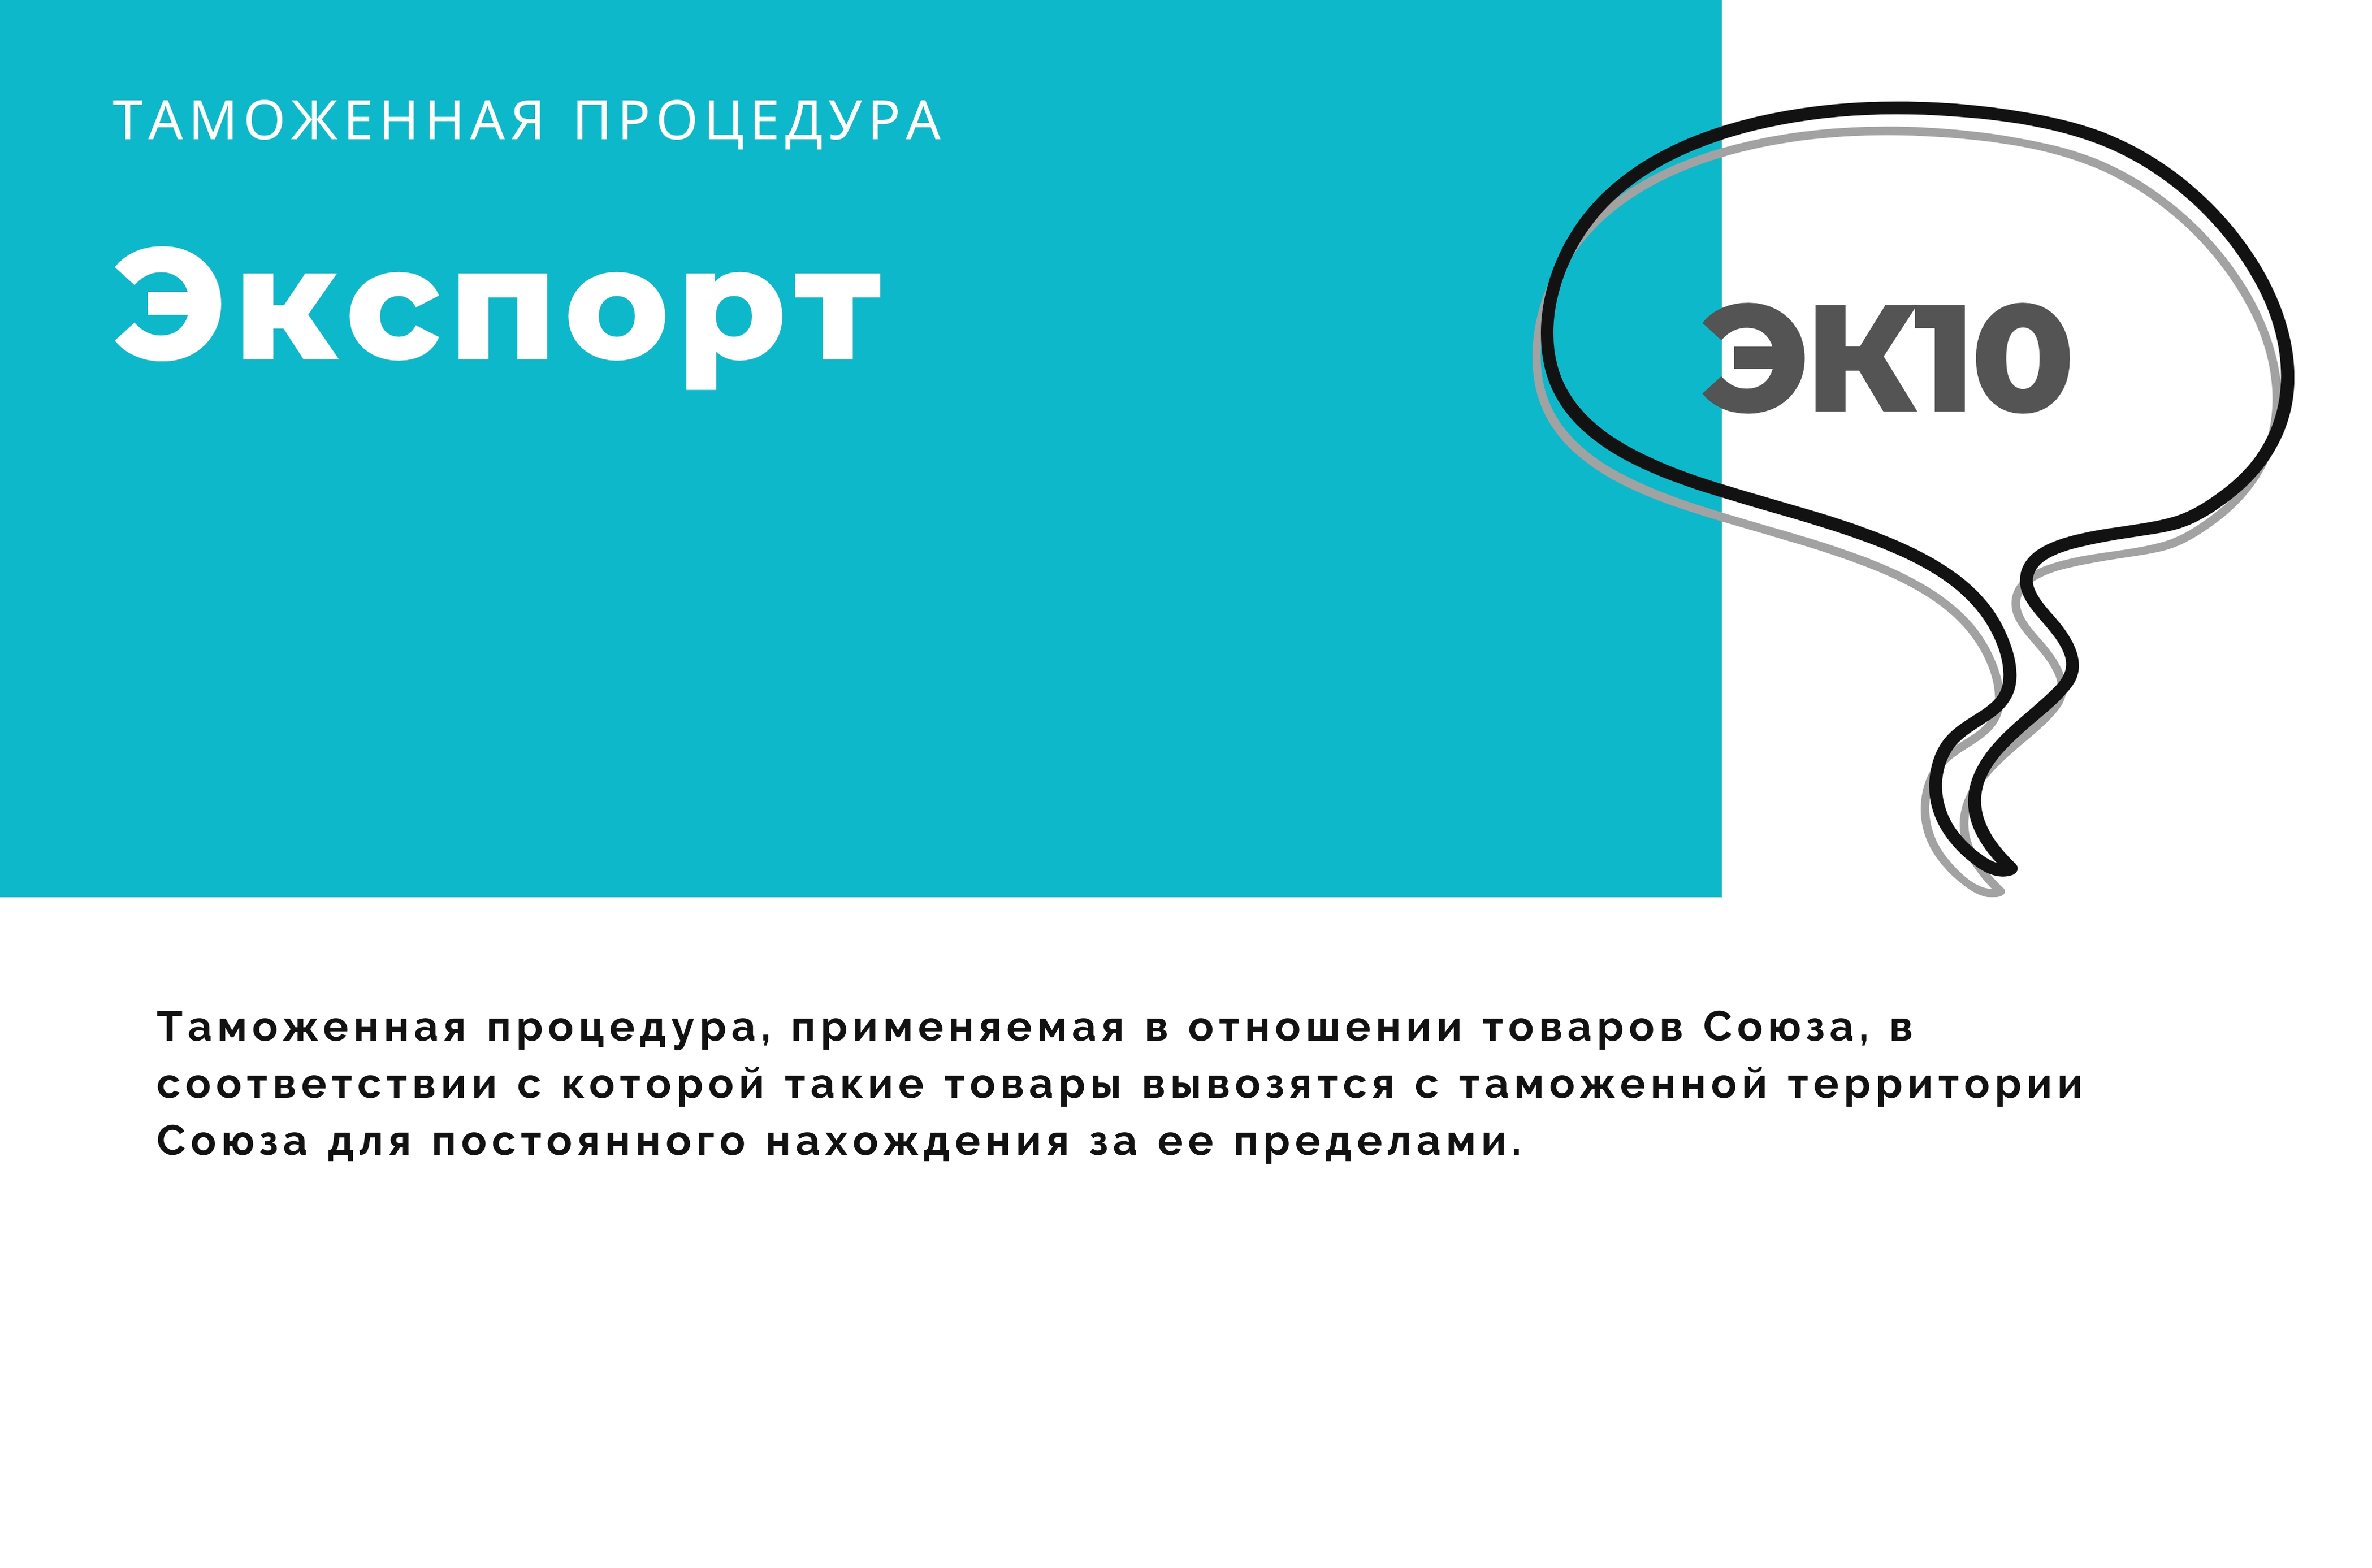 ТАМОЖЕННАЯ ПРОЦЕДУРА
Экспорт
ЭК10
Таможенная процедура, применяемая в отношении товаров Союза, в
соответствии с которой такие товары вывозятся с таможенной территории
Союза для постоянного нахождения за ее пределами.